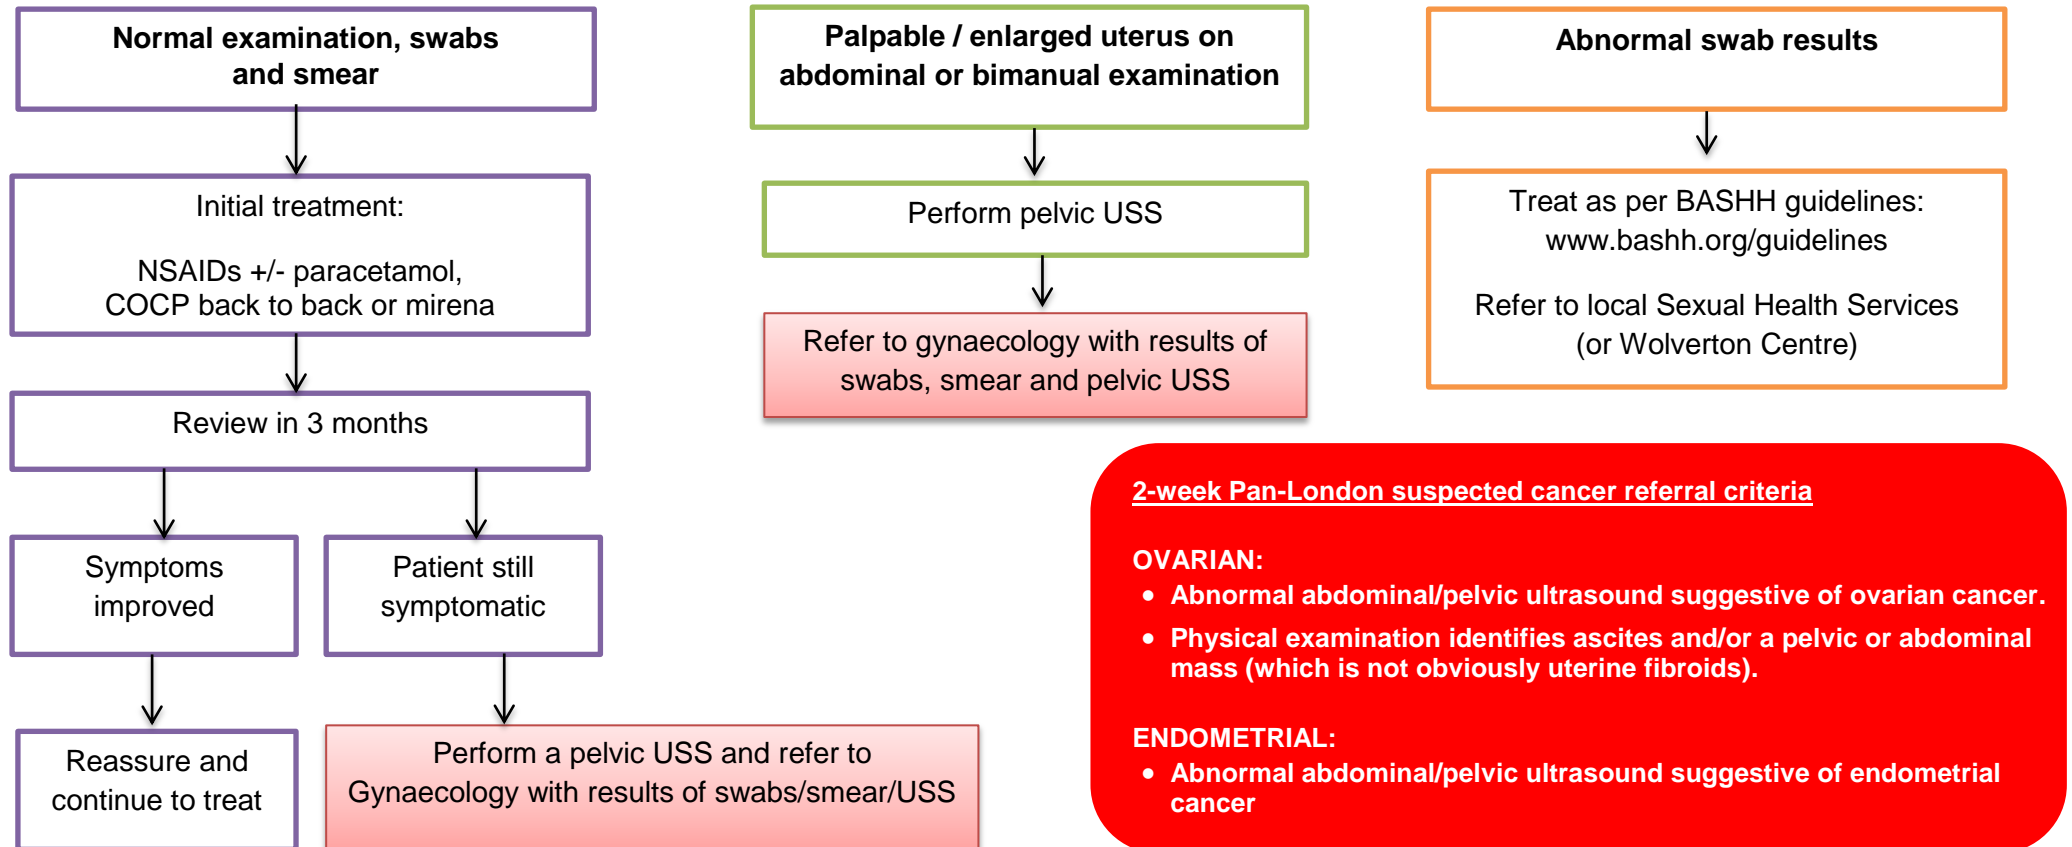 Normal examination, swabs
and smear
Initial treatment:
NSAIDs +/- paracetamol,
COCP back to back or mirena
Review in 3 months
Symptoms
improved
Patient still
symptomatic
Reassure and
continue to treat
Perform a pelvic USS and refer to
Gynaecology with results of swabs/smear/USS
Palpable / enlarged uterus on
abdominal or bimanual examination
Perform pelvic USS
Refer to gynaecology with results of
swabs, smear and pelvic USS
Abnormal swab results
Treat as per BASHH guidelines:
www.bashh.org/guidelines
Refer to local Sexual Health Services
(or Wolverton Centre)
2-week Pan-London suspected cancer referral criteria
OVARIAN:
• Abnormal abdominal/pelvic ultrasound suggestive of ovarian cancer.
• Physical examination identifies ascites and/or a pelvic or abdominal
mass (which is not obviously uterine fibroids).
ENDOMETRIAL:
• Abnormal abdominal/pelvic ultrasound suggestive of endometrial
cancer